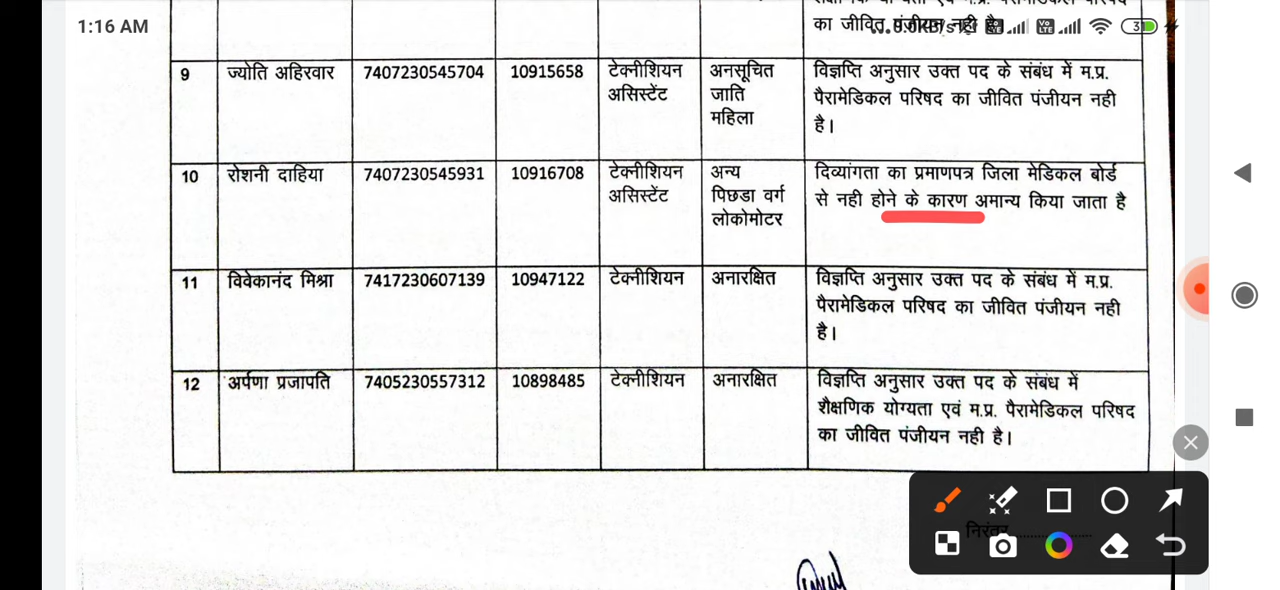 1:16 AM
का जीवित पंजीयन नही है।
9 ज्योति अहिरवार 7407230545704 10915658 टेक्नीशियन असिस्टेंट अनसूचित जाति महिला विज्ञप्ति अनुसार उक्त पद के संबंध में म.प्र.
पैरामेडिकल परिषद का जीवित पंजीयन नही
है।
10 रोशनी दाहिया 7407230545931 10916708 टेक्नीशियन असिस्टेंट अन्य पिछडा वर्ग लोकोमोटर दिव्यांगता का प्रमाणपत्र जिला मेडिकल बोर्ड
से नही होने के कारण अमान्य किया जाता है
11 विवेकानंद मिश्रा 7417230607139 10947122 टेक्नीशियन अनारक्षित विज्ञप्ति अनुसार उक्त पद के संबंध में म.प्र.
पैरामेडिकल परिषद का जीवित पंजीयन नही
है।
12 अर्पणा प्रजापति 7405230557312 10898485 टेक्नीशियन अनारक्षित विज्ञप्ति अनुसार उक्त पद के संबंध में
शैक्षणिक योग्यता एवं म.प्र. पैरामेडिकल परिषद
का जीवित पंजीयन नही है।
निरंतर..................